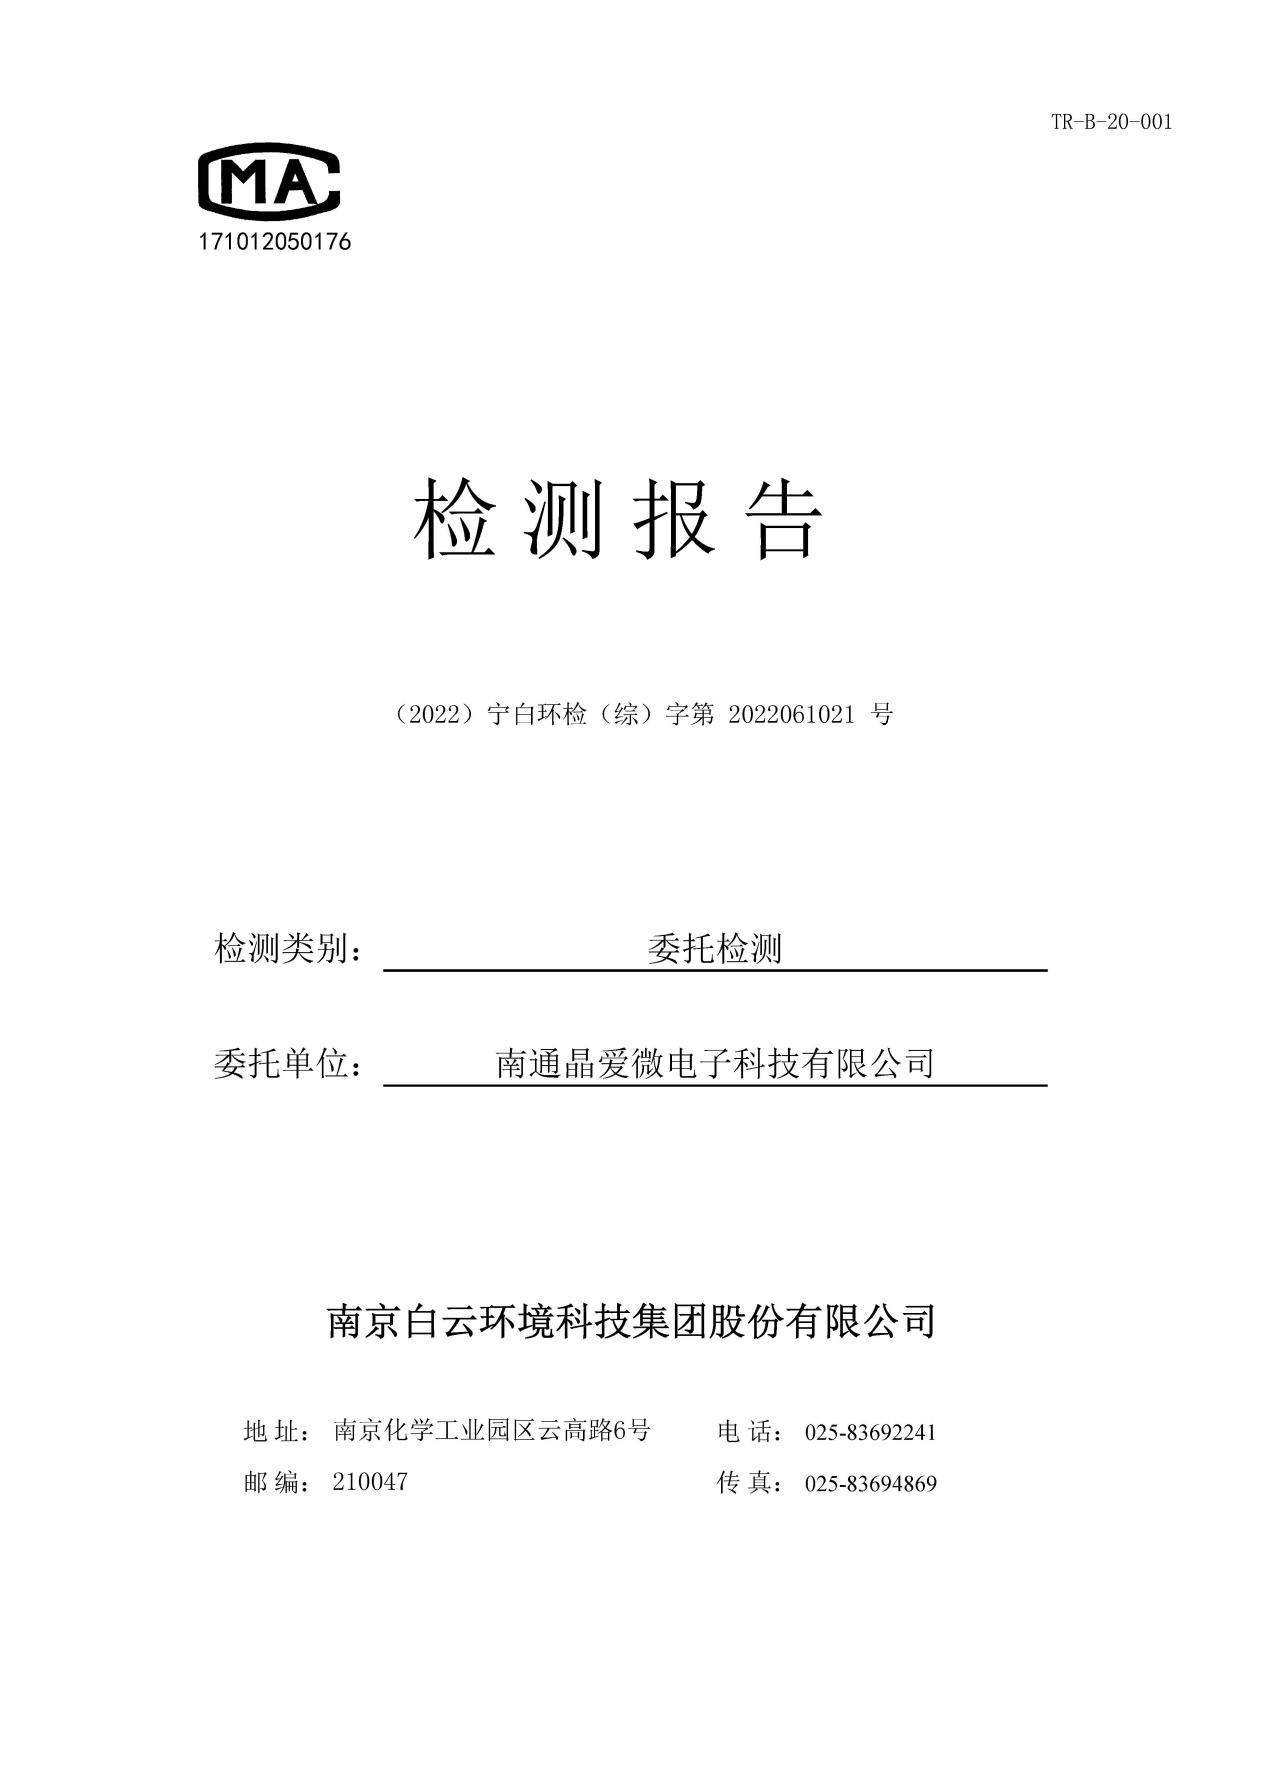 TR-B-20-001
CMA
171012050176
检测报告
（2022）宁白环检（综）字第 2022061021 号
检测类别： 委托检测
委托单位： 南通晶爱微电子科技有限公司
南京白云环境科技集团股份有限公司
地 址： 南京化学工业园区云高路6号 电 话： 025-83692241
邮 编： 210047 传 真： 025-83694869